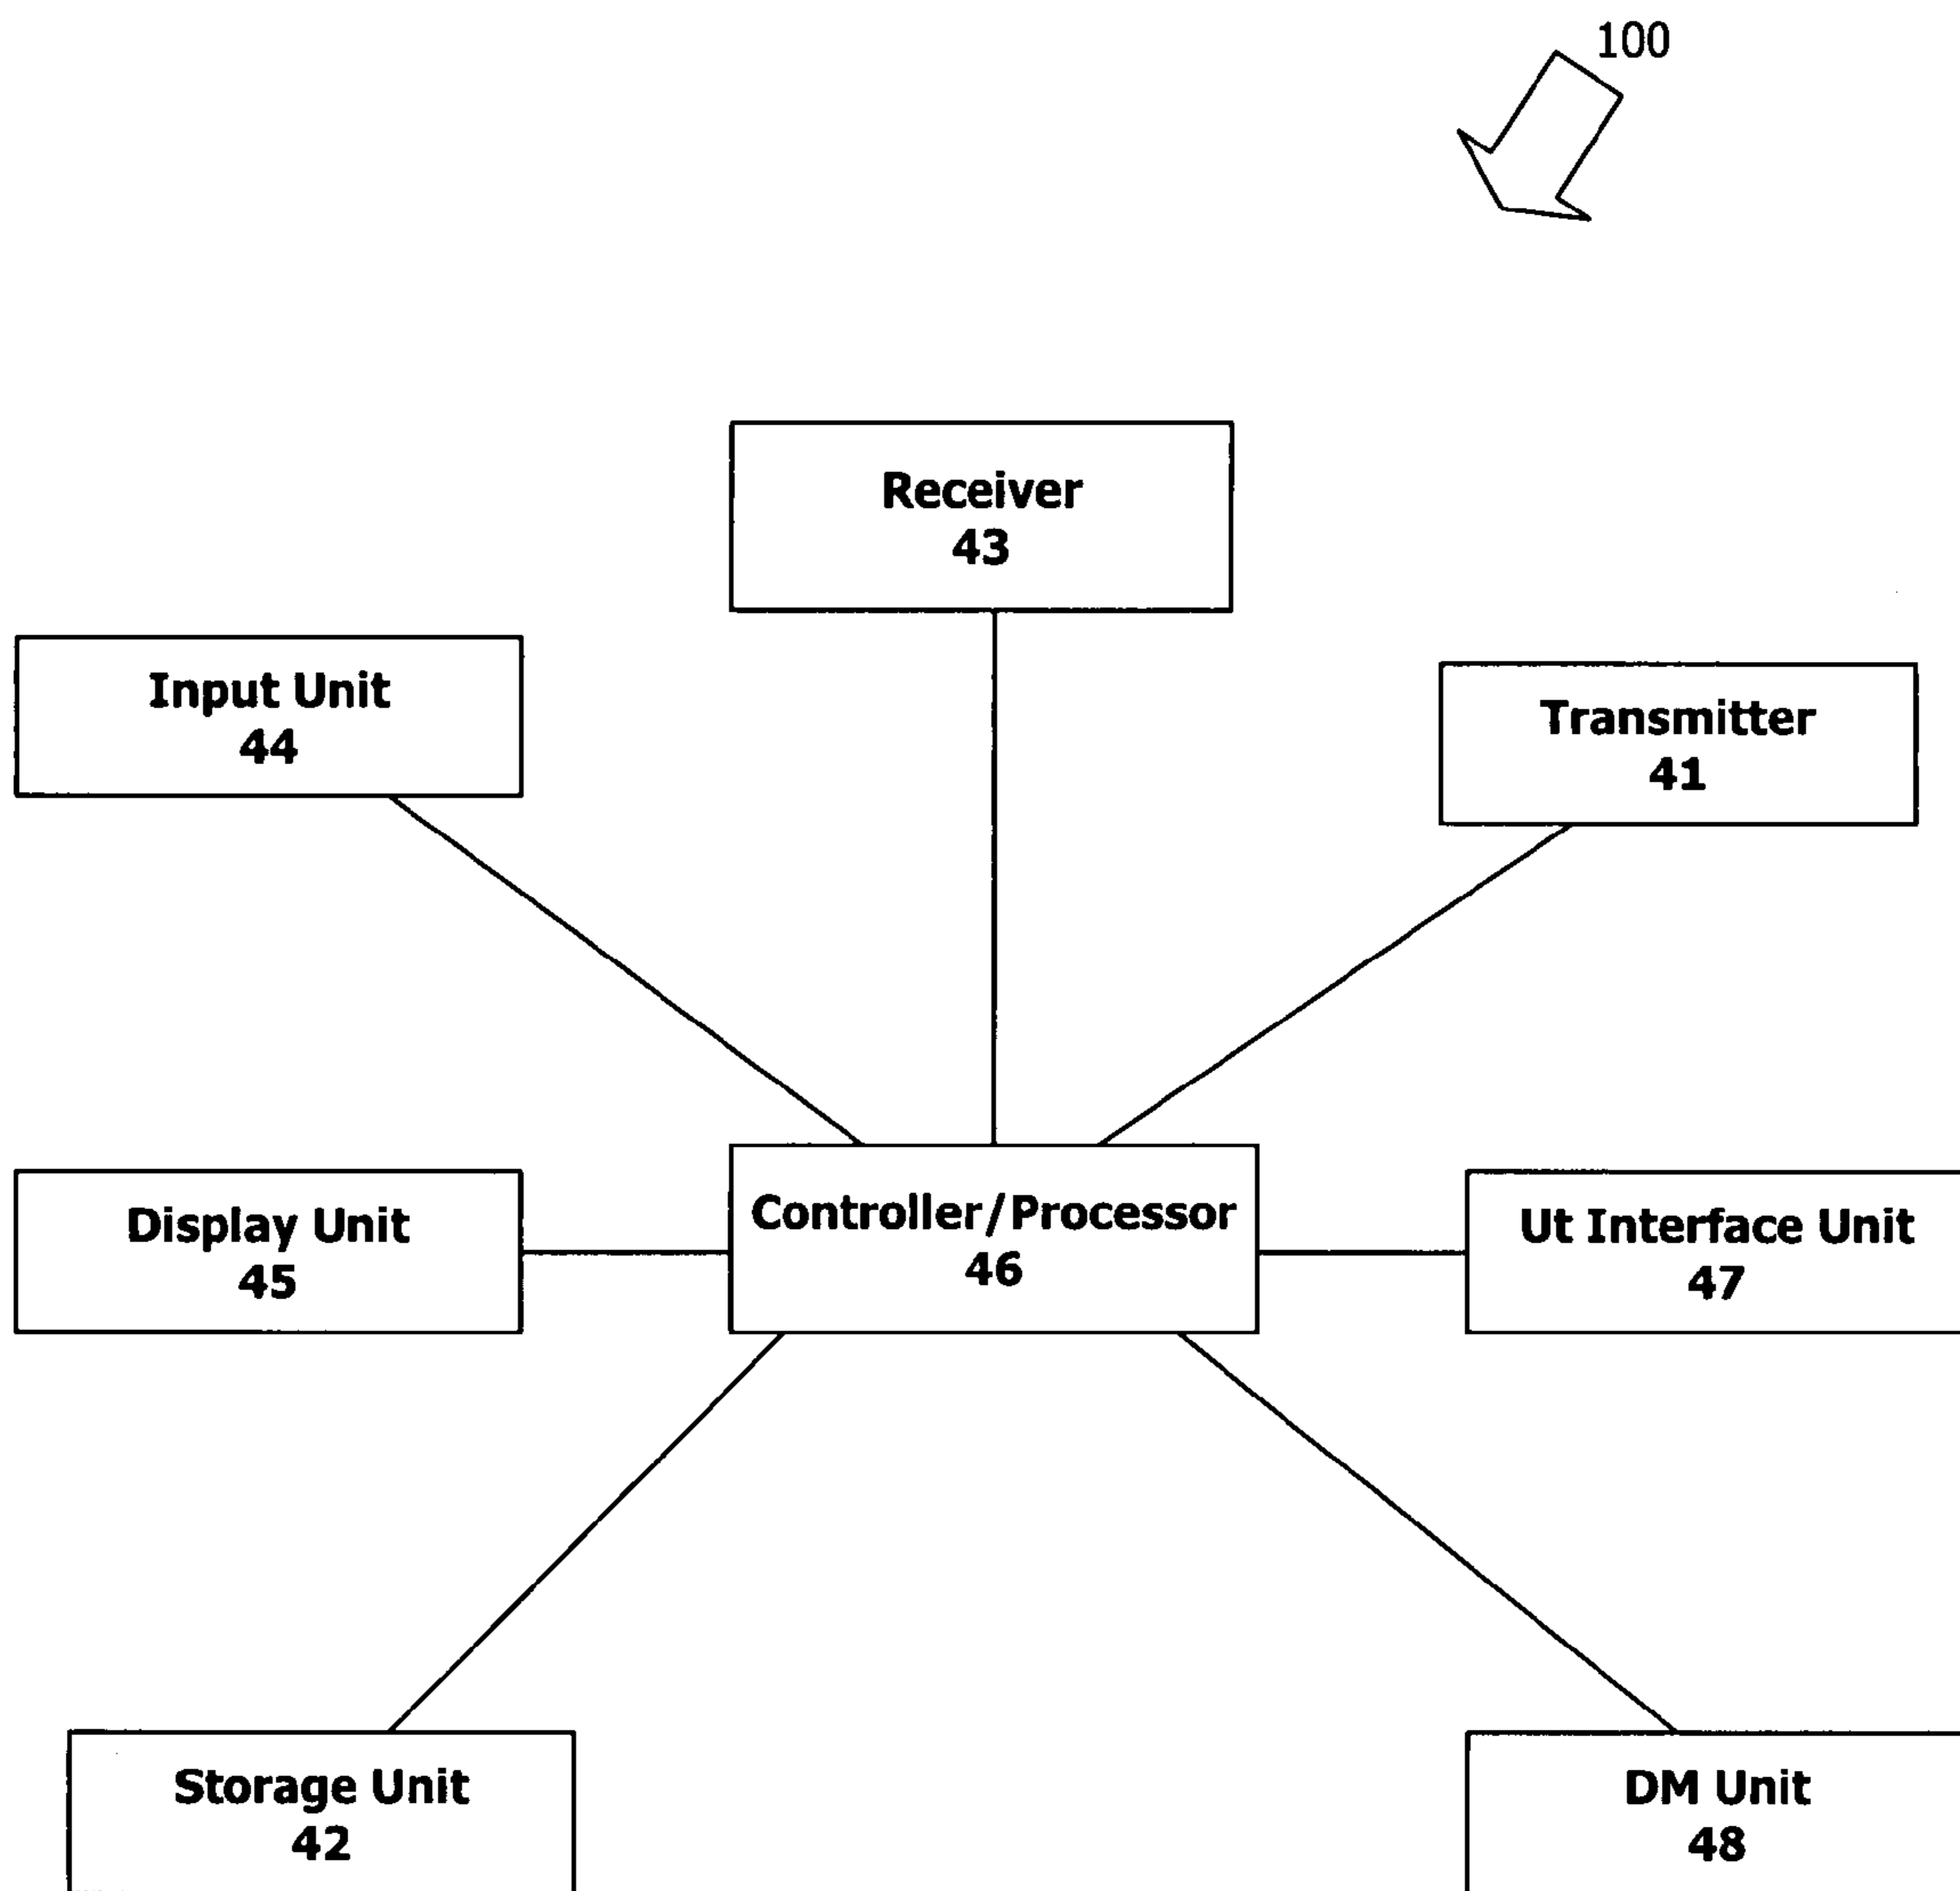 100
Receiver
43
Input Unit
44
Transmitter
41
Display Unit
45
Controller/Processor
46
Ut Interface Unit
47
Storage Unit
42
DM Unit
48